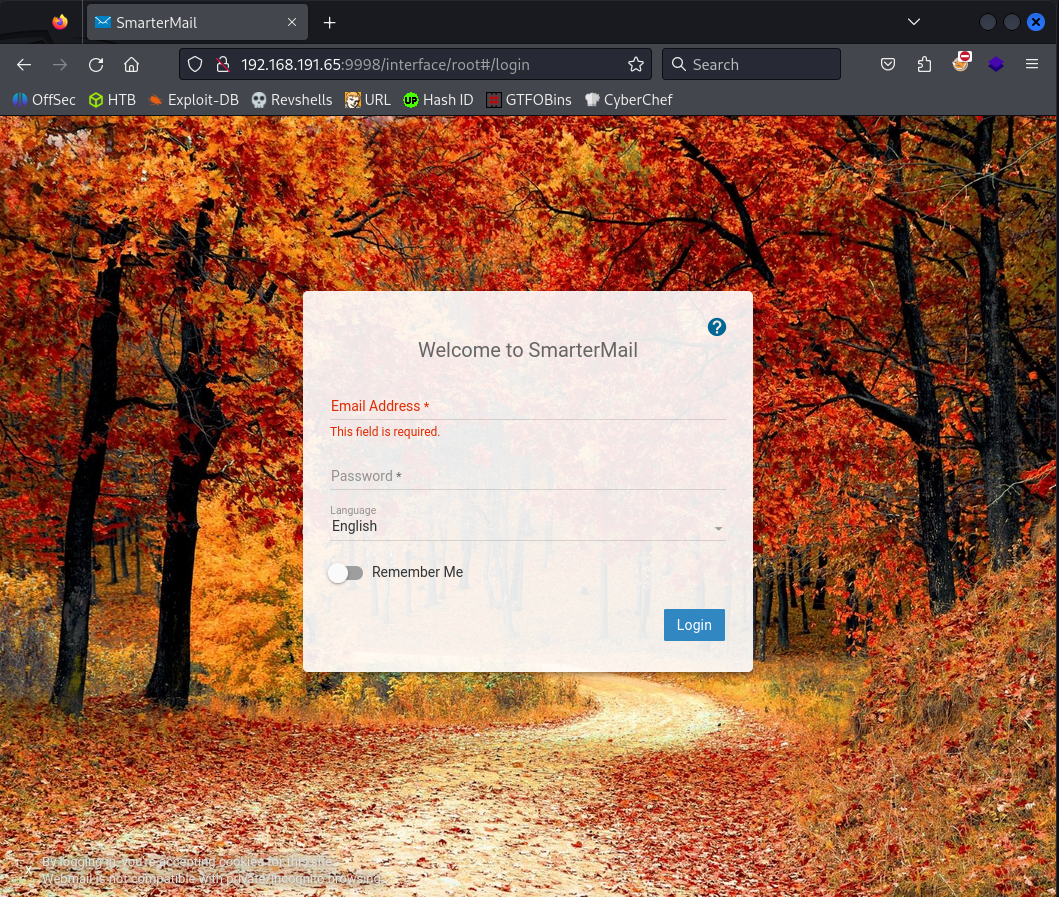 SmarterMail
192.168.191.65:9998/interface/root#/login
Search
OffSec HTB Exploit-DB Revshells URL UP Hash ID GTFOBins CyberChef
?
Welcome to SmarterMail
Email Address *
This field is required.
Password *
Language
English
Remember Me
Login
By logging in, you're accepting cookies for this site.
Webmail is not compatible with private/incognito browsing.